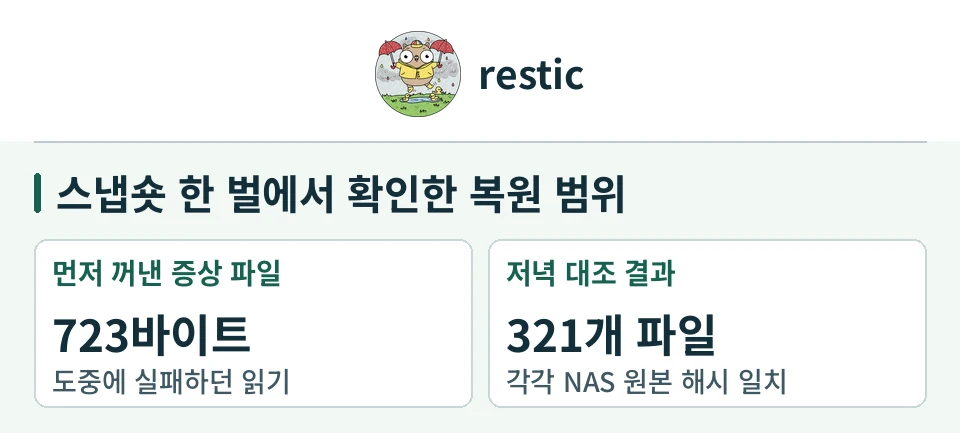 restic
스냅숏 한 벌에서 확인한 복원 범위
먼저 꺼낸 증상 파일
723바이트
도중에 실패하던 읽기
저녁 대조 결과
321개 파일
각각 NAS 원본 해시 일치